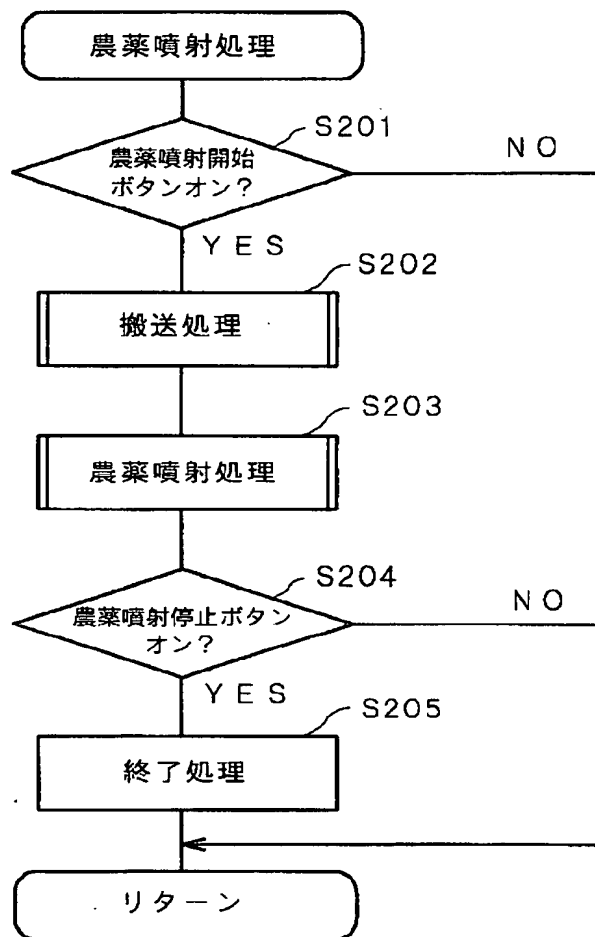 農薬噴射処理
S201
農薬噴射開始
ボタンオン?
NO
YES
S202
搬送処理
S203
農薬噴射処理
S204
農薬噴射停止ボタン
オン?
NO
YES
S205
終了処理
リターン